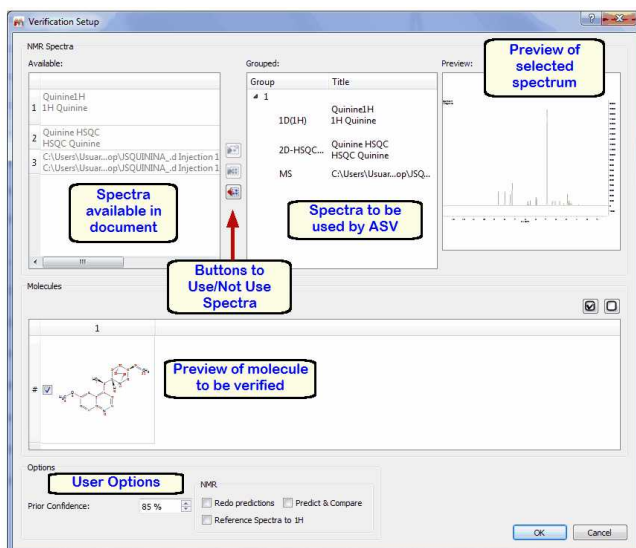 Verification Setup
NMR Spectra
Available:
Grouped:
Preview:
Preview of
selected
spectrum
Group Title
1
Quinine1H
1 1H Quinine
2 Quinine HSQC
HSQC Quinine
3 C:\Users\Usuar...op\JSQUININA_.d Injection 1
C:\Users\Usuar...op\JSQUININA_.d Injection 1
Quinine1H
1D(1H) 1H Quinine
2D-HSQC... Quinine HSQC
HSQC Quinine
MS C:\Users\Usuar...op\JSQ...
Spectra
available in
document
Spectra to be
used by ASV
Buttons to
Use/Not Use
Spectra
Molecules
1
#
Preview of molecule
to be verified
Options
User Options
Prior Confidence: 85 %
NMR
Redo predictions Predict & Compare
Reference Spectra to 1H
OK Cancel